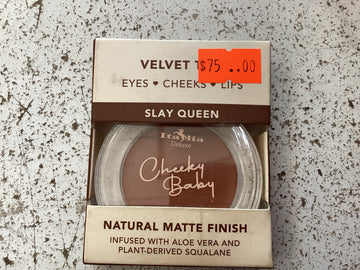 VELVET
$75 ..00
EYES ♥ CHEEKS ♥ LIPS
SLAY QUEEN
Italia
Deluxe
Cheeky
Baby
NATURAL MATTE FINISH
INFUSED WITH ALOE VERA AND
PLANT-DERIVED SQUALANE